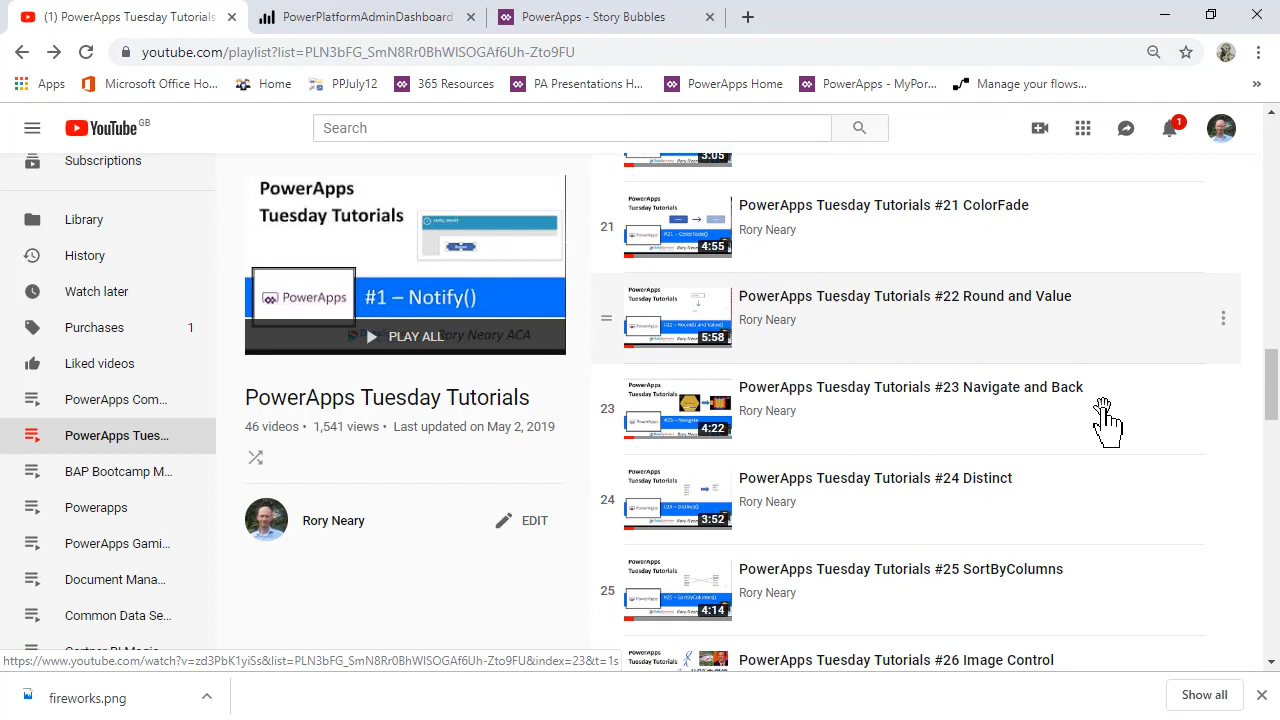 (1) PowerApps Tuesday Tutorials
PowerPlatformAdminDashboard
PowerApps - Story Bubbles
youtube.com/playlist?list=PLN3bFG_SmN8Rr0BhWlSOGAf6Uh-Zto9FU
Apps
Microsoft Office Ho...
Home
PPJuly12
365 Resources
PA Presentations H...
PowerApps Home
PowerApps - MyPor...
Manage your flows...
YouTube GB
Search
1
Subscriptions
Library
History
Watch later
Purchases 1
Liked videos
PowerApps Com...
PowerApps Tues...
BAP Bootcamp M...
Powerapps
PowerApps Gami...
Document Mana...
Common Data Se...
PowerApps
Tuesday Tutorials
PowerApps #1 – Notify()
PLAY ALL
Rory Neary ACA
PowerApps Tuesday Tutorials
46 videos • 1,541 views • Last updated on May 2, 2019
Rory Neary
EDIT
3:05
21
4:55
PowerApps Tuesday Tutorials #21 ColorFade
Rory Neary
5:58
PowerApps Tuesday Tutorials #22 Round and Value
Rory Neary
23
4:22
PowerApps Tuesday Tutorials #23 Navigate and Back
Rory Neary
24
3:52
PowerApps Tuesday Tutorials #24 Distinct
Rory Neary
25
4:14
PowerApps Tuesday Tutorials #25 SortByColumns
Rory Neary
PowerApps Tuesday Tutorials #26 Image Control
https://www.youtube.com/watch?v=zd3PbK1yiSs&list=PLN3bFG_SmN8Rr0BhWlSOGAf6Uh-Zto9FU&index=23&t=1s
fireworks.png
Show all